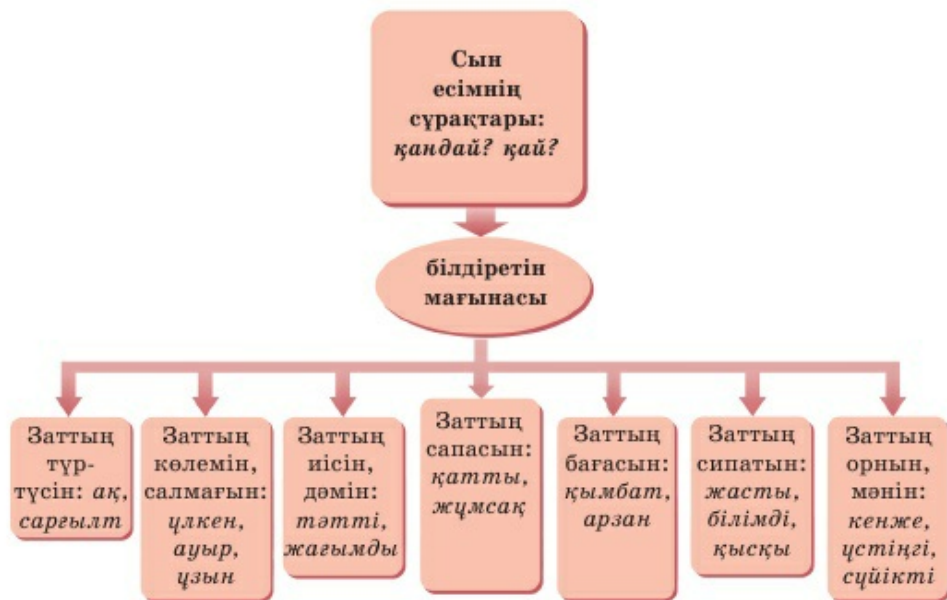 Сын
есімнің
сұрақтары:
қандай? қай?
білдіретін
мағынасы
Заттың
түр-
түсін: ақ,
сарғылт
Заттың
көлемін,
салмағын:
үлкен,
ауыр,
ұзын
Заттың
иісін,
дәмін:
тәтті,
жағымды
Заттың
сапасын:
қатты,
жұмсақ
Заттың
бағасын:
қымбат,
арзан
Заттың
сипатын:
жасты,
білімді,
қысқы
Заттың
орнын,
мәнін:
кенже,
үстіңгі,
сүйікті